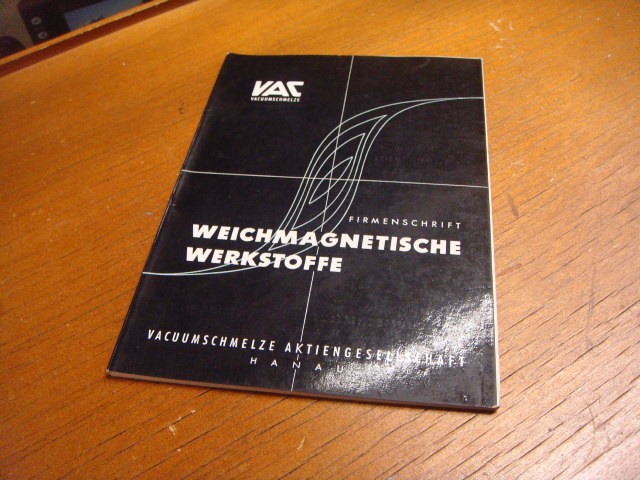 VAC
VACUUMSCHMELZE
FIRMENSCHRIFT
WEICHMAGNETISCHE
WERKSTOFFE
VACUUMSCHMELZE AKTIENGESELLSCHAFT
HANAU